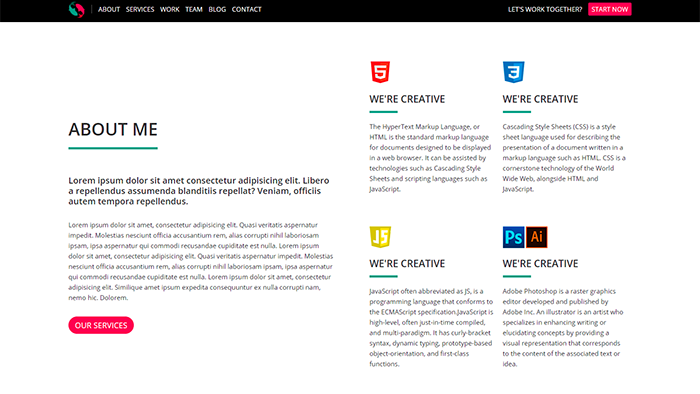 ABOUT SERVICES WORK TEAM BLOG CONTACT LET'S WORK TOGETHER? START NOW
ABOUT ME
Lorem ipsum dolor sit amet consectetur adipisicing elit. Libero
a repellendus assumenda blanditiis repellat? Veniam, officiis
autem tempora repellendus.
Lorem ipsum dolor sit amet, consectetur adipisicing elit. Quasi veritatis aspernatur
impedit. Molestias nesciunt officia accusantium rem, alias corrupti nihil laboriosam
ipsam, ipsa aspernatur qui commodi recusandae cupiditate est nulla. Lorem ipsum
dolor sit amet, consectetur adipisicing elit. Quasi veritatis aspernatur impedit.
Molestias nesciunt officia accusantium rem, alias corrupti nihil laboriosam ipsam, ipsa
aspernatur qui commodi recusandae cupiditate est nulla. Lorem ipsum dolor sit amet,
consectetur adipisicing elit. Similique amet ipsum expedita consequuntur ex nulla cum nam,
nemo hic. Dolorem.
OUR SERVICES
5
WE'RE CREATIVE
The HyperText Markup Language, or
HTML is the standard markup language
for documents designed to be displayed
in a web browser. It can be assisted by
technologies such as Cascading Style
Sheets and scripting languages such as
JavaScript.
3
WE'RE CREATIVE
Cascading Style Sheets (CSS) is a style
sheet language used for describing the
presentation of a document written in a
markup language such as HTML. CSS is a
cornerstone technology of the World
Wide Web, alongside HTML and
JavaScript.
JS
WE'RE CREATIVE
JavaScript often abbreviated as JS, is a
programming language that conforms to
the ECMAScript specification.JavaScript is
high-level, often just-in-time compiled,
and multi-paradigm. It has curly-bracket
syntax, dynamic typing, prototype-based
object-orientation, and first-class
functions.
Ps Ai
WE'RE CREATIVE
Adobe Photoshop is a raster graphics
editor developed and published by
Adobe Inc. An illustrator is an artist who
specializes in enhancing writing or
elucidating concepts by providing a
visual representation that corresponds
to the content of the associated text or
idea.